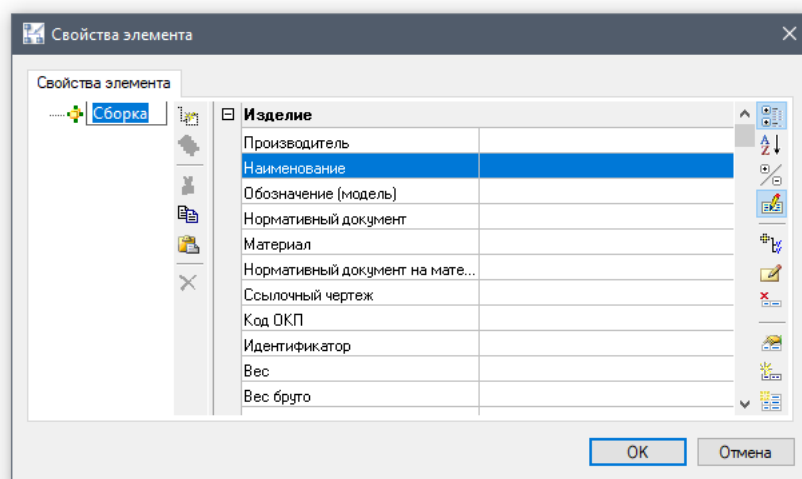 Свойства элемента
Свойства элемента
Сборка
Изделие
Производитель
Наименование
Обозначение (модель)
Нормативный документ
Материал
Нормативный документ на мате...
Ссылочный чертеж
Код ОКП
Идентификатор
Вес
Вес бруто
OK
Отмена